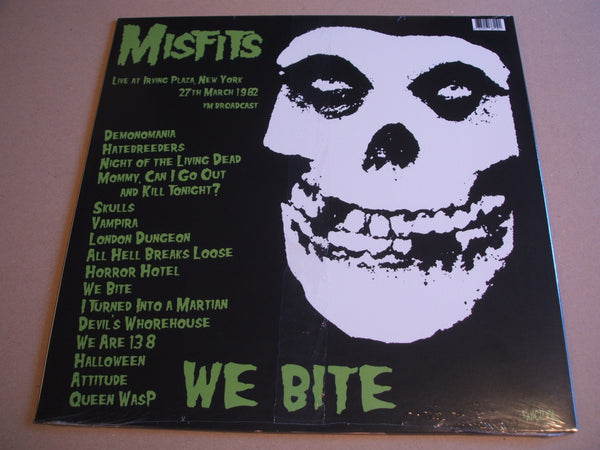 MISFITS
LIVE AT IRVING PLAZA, NEW YORK
27TH MARCH 1982
FM BROADCAST
DEMONOMANIA
HATEBREEDERS
NIGHT OF THE LIVING DEAD
MOMMY, CAN I GO OUT
AND KILL TONIGHT?
SKULLS
VAMPIRA
LONDON DUNGEON
ALL HELL BREAKS LOOSE
HORROR HOTEL
WE BITE
I TURNED INTO A MARTIAN
DEVIL'S WHOREHOUSE
WE ARE 138
HALLOWEEN
ATTITUDE
QUEEN WASP
WE BITE